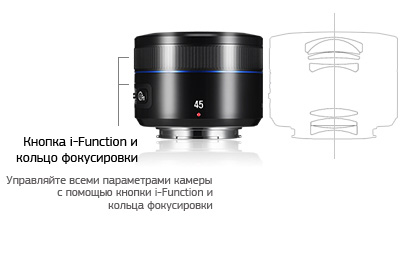 45
Кнопка i-Function и
кольцо фокусировки
Управляйте всеми параметрами камеры
с помощью кнопки i-Function и
кольца фокусировки